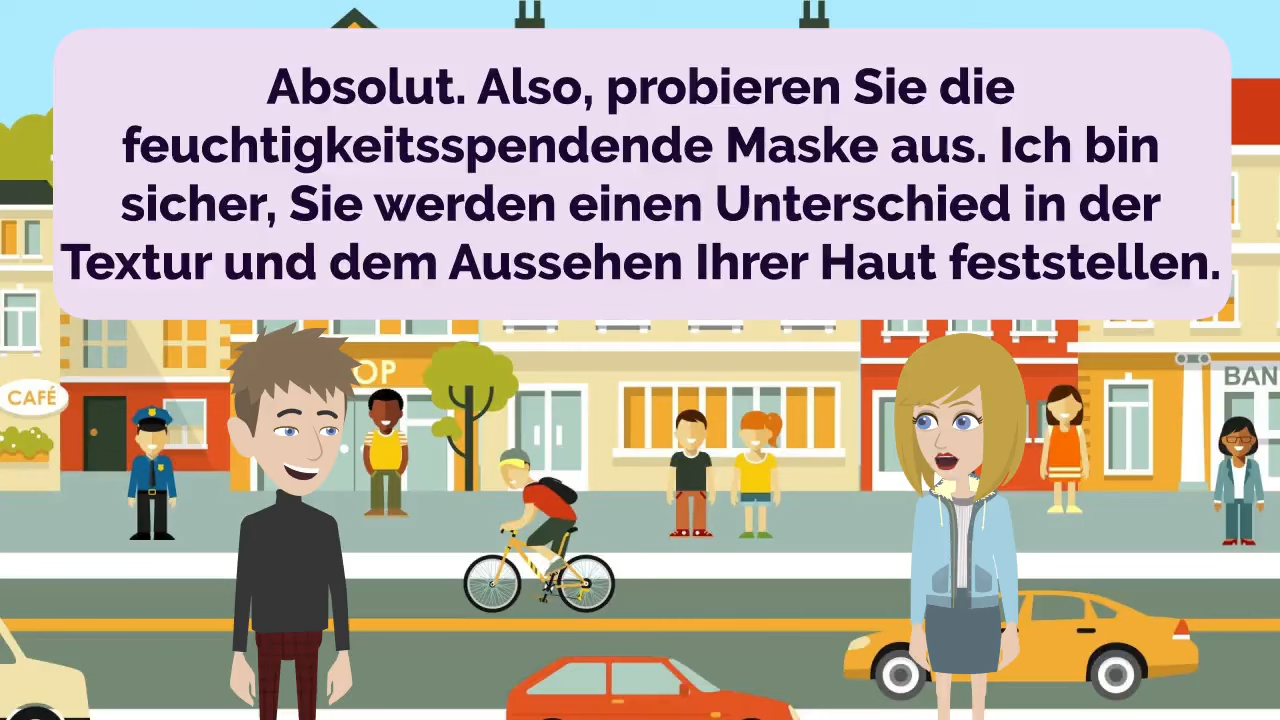 Absolut. Also, probieren Sie die
feuchtigkeitsspendende Maske aus. Ich bin
sicher, Sie werden einen Unterschied in der
Textur und dem Aussehen Ihrer Haut feststellen.
OP
CAFÉ
BAN